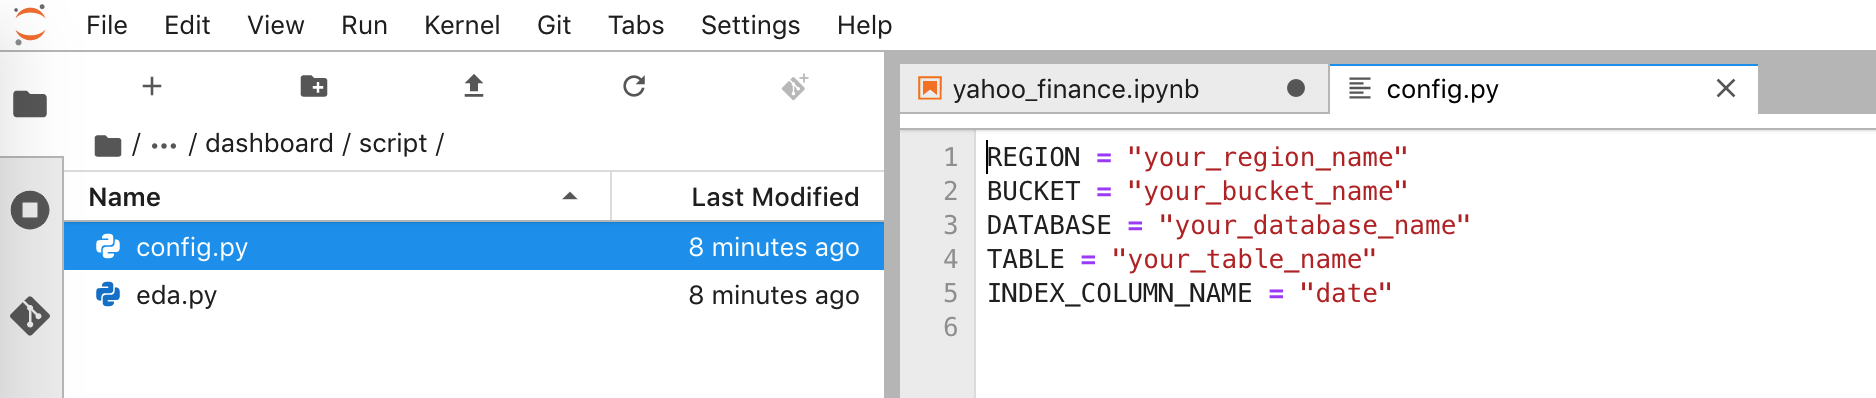 File Edit View Run Kernel Git Tabs Settings Help
/ ··· / dashboard / script /
Name Last Modified
config.py 8 minutes ago
eda.py 8 minutes ago
yahoo_finance.ipynb config.py
1 REGION = "your_region_name"
2 BUCKET = "your_bucket_name"
3 DATABASE = "your_database_name"
4 TABLE = "your_table_name"
5 INDEX_COLUMN_NAME = "date"
6